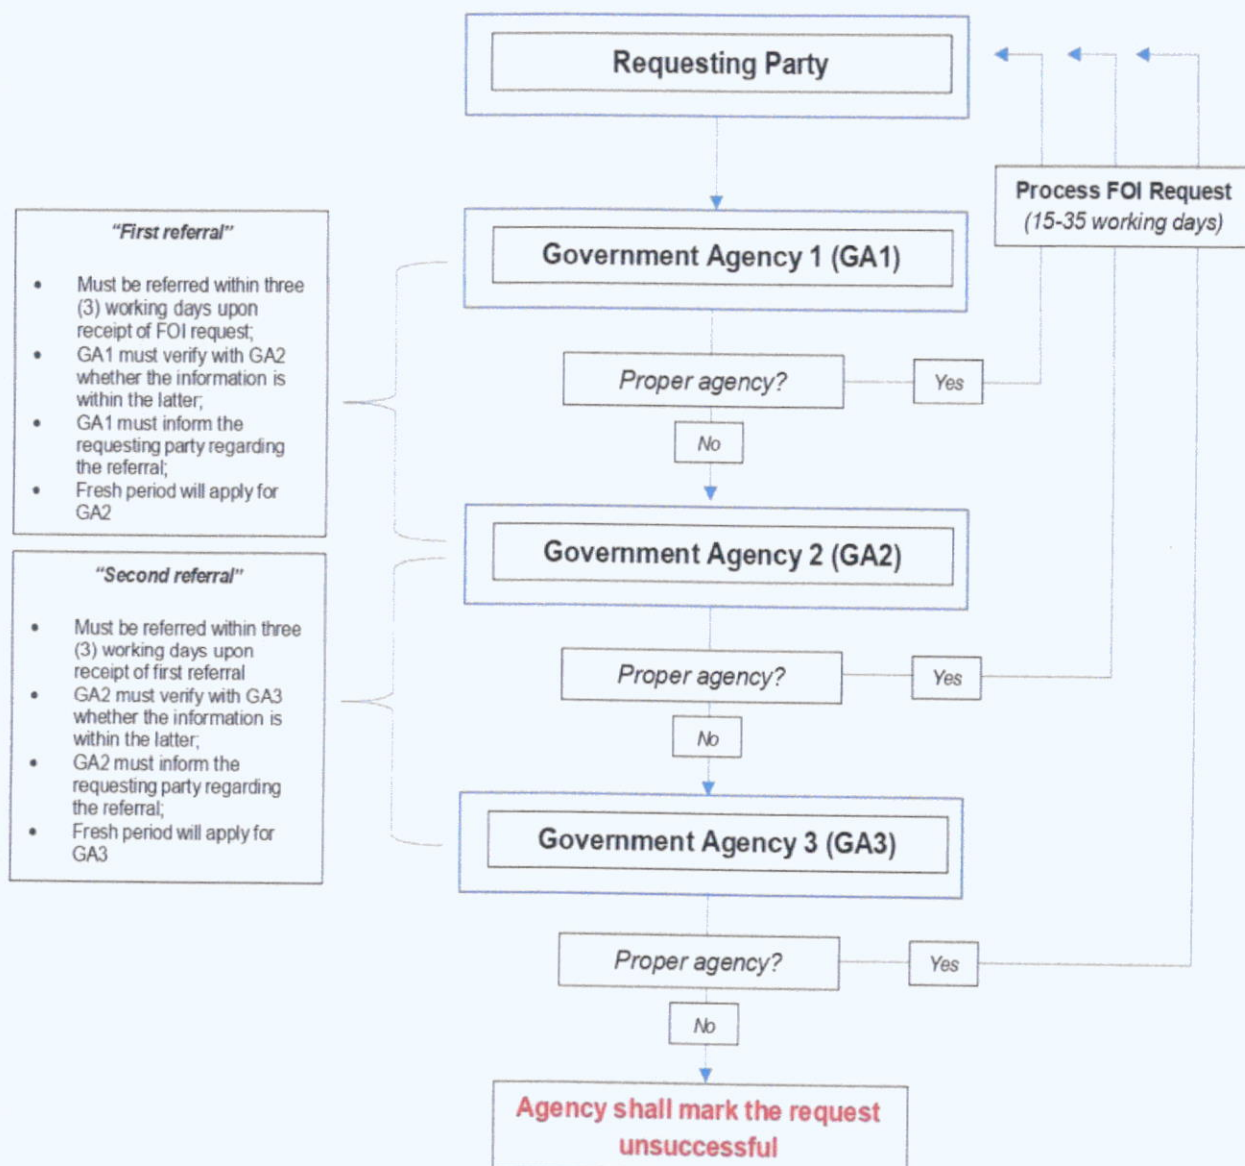 Requesting Party
Process FOI Request
(15-35 working days)
“First referral”
• Must be referred within three
(3) working days upon
receipt of FOI request;
• GA1 must verify with GA2
whether the information is
within the latter;
• GA1 must inform the
requesting party regarding
the referral;
• Fresh period will apply for
GA2
Government Agency 1 (GA1)
Proper agency?
Yes
No
Government Agency 2 (GA2)
“Second referral”
• Must be referred within three
(3) working days upon
receipt of first referral
• GA2 must verify with GA3
whether the information is
within the latter;
• GA2 must inform the
requesting party regarding
the referral;
• Fresh period will apply for
GA3
Proper agency?
Yes
No
Government Agency 3 (GA3)
Proper agency?
Yes
No
Agency shall mark the request
unsuccessful